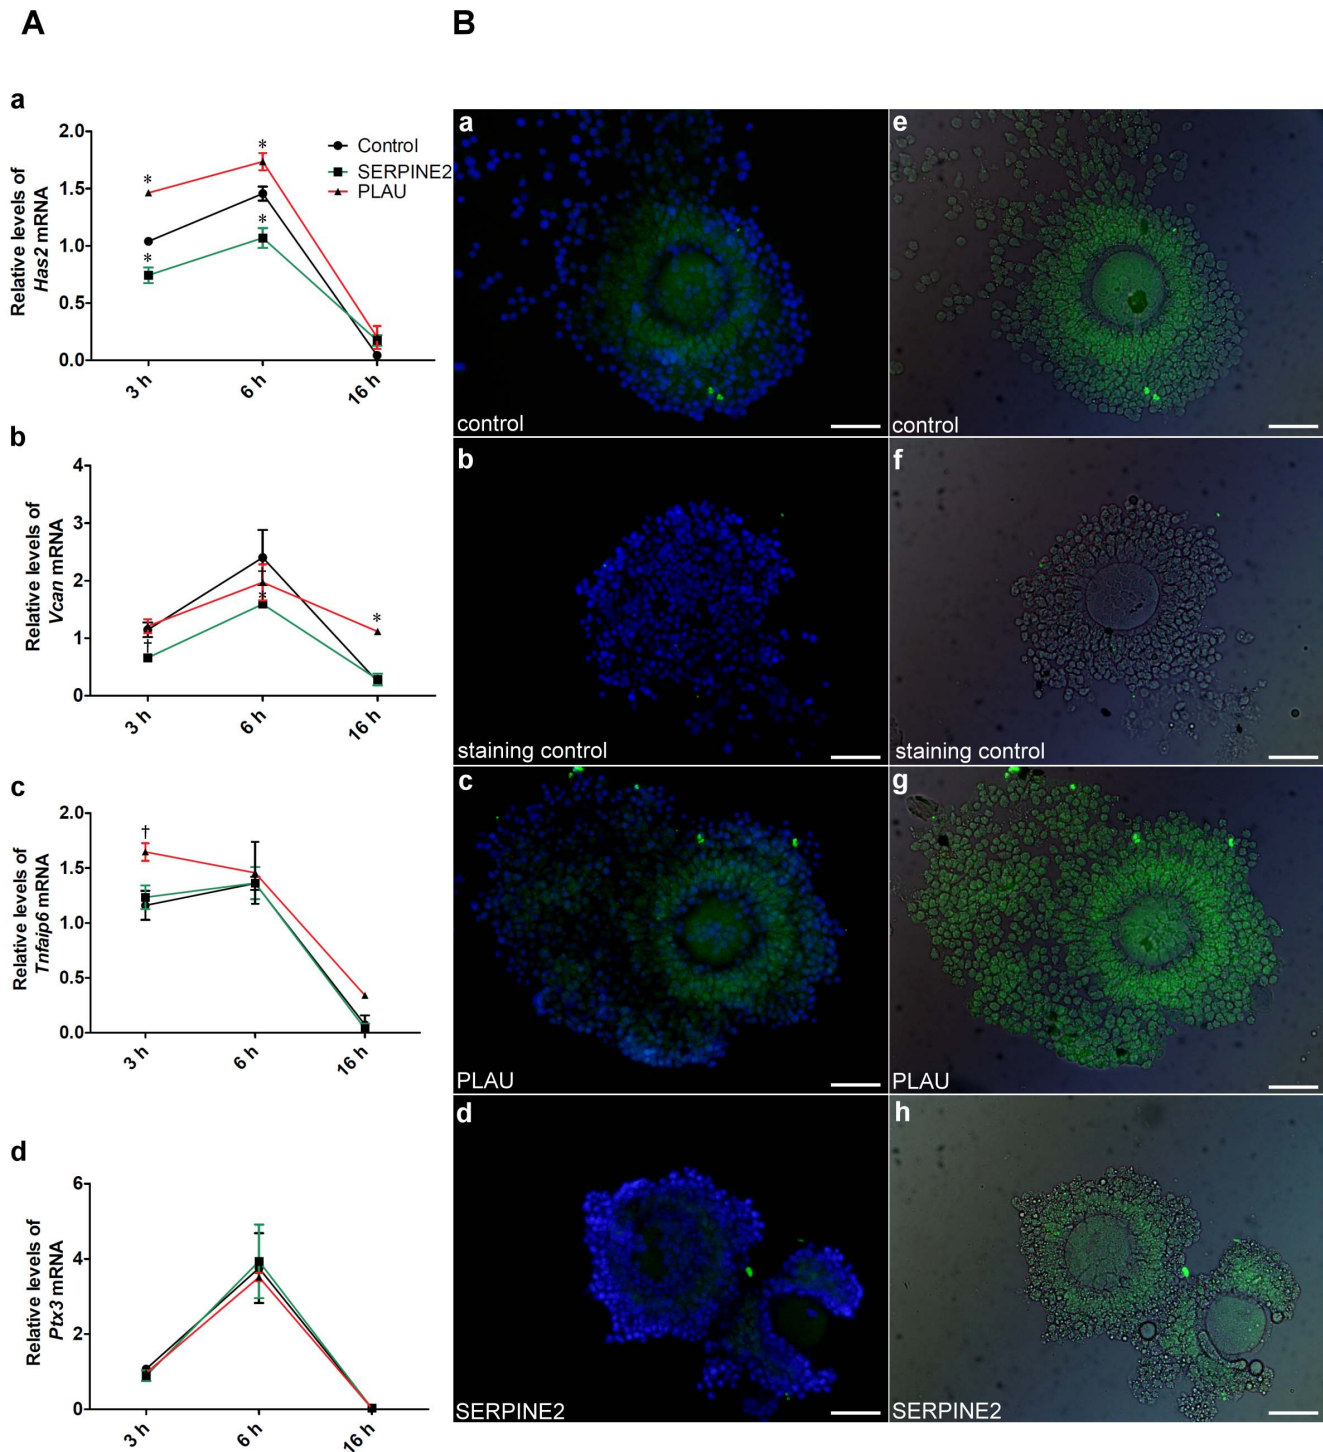 A
B
a
2.0
1.5
1.0
0.5
0.0
Relative levels of
Has2 mRNA
* * * *
Control
SERPINE2
PLAU
3 h 6 h 16 h
b
4
3
2
1
0
Relative levels of
Vcan mRNA
† † * *
3 h 6 h 16 h
c
2.0
1.5
1.0
0.5
0.0
Relative levels of
Tnfaip6 mRNA
†
3 h 6 h 16 h
d
6
4
2
0
Relative levels of
Ptx3 mRNA
3 h 6 h 16 h
a
control
e
control
b
staining control
f
staining control
c
PLAU
g
PLAU
d
SERPINE2
h
SERPINE2